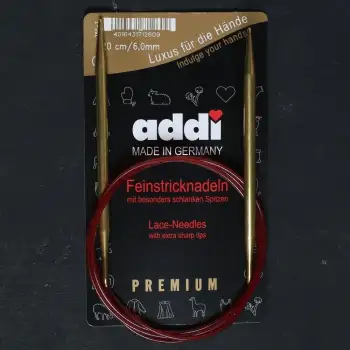 4016431712609
0 cm/6,0mm
Luxus für die Hände
Indulge your hands
addi
MADE IN GERMANY
Feinstricknadeln
mit besonders schlanken Spitzen
Lace-Needles
with extra sharp tips
PREMIUM